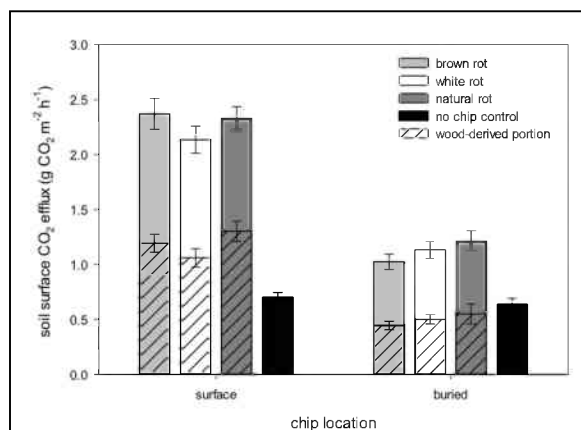 soil surface CO2 efflux (g CO2 m-2 h-1)
3.0
2.5
2.0
1.5
1.0
0.5
0.0
brown rot
white rot
natural rot
no chip control
wood-derived portion
surface
buried
chip location